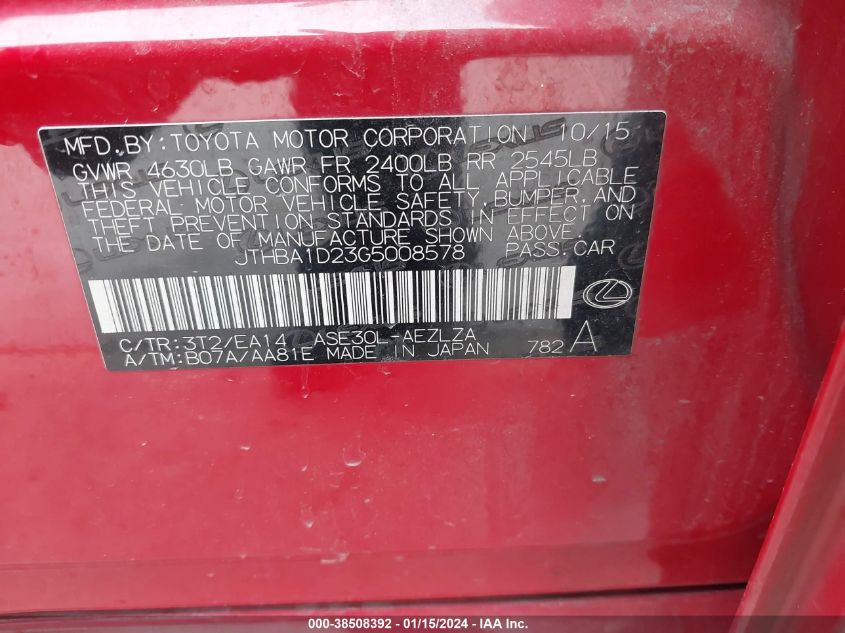 MFD.BY:TOYOTA MOTOR CORPORATION 10/15
GVWR 4630LB GAWR FR 2400LB RR 2545LB
THIS VEHICLE CONFORMS TO ALL APPLICABLE
FEDERAL MOTOR VEHICLE SAFETY,BUMPER,AND
THEFT PREVENTION STANDARDS IN EFFECT ON
THE DATE OF MANUFACTURE SHOWN ABOVE.
JTHBA1D23G5008578 PASS.CAR
C/TR:3T2/EA14 ASE30L-AEZLZA
A/TM:B07A/AA81E MADE IN JAPAN 782 A
000-38508392 - 01/15/2024 - IAA Inc.